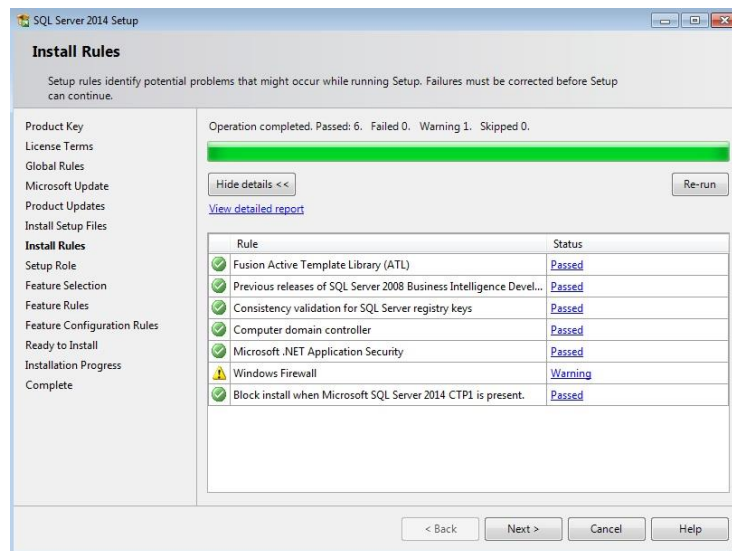 SQL Server 2014 Setup
Install Rules
Setup rules identify potential problems that might occur while running Setup. Failures must be corrected before Setup
can continue.
Product Key
License Terms
Global Rules
Microsoft Update
Product Updates
Install Setup Files
Install Rules
Setup Role
Feature Selection
Feature Rules
Feature Configuration Rules
Ready to Install
Installation Progress
Complete
Operation completed. Passed: 6. Failed 0. Warning 1. Skipped 0.
Hide details <<
Re-run
View detailed report
Rule Status
Fusion Active Template Library (ATL) Passed
Previous releases of SQL Server 2008 Business Intelligence Devel... Passed
Consistency validation for SQL Server registry keys Passed
Computer domain controller Passed
Microsoft .NET Application Security Passed
Windows Firewall Warning
Block install when Microsoft SQL Server 2014 CTP1 is present. Passed
< Back Next > Cancel Help